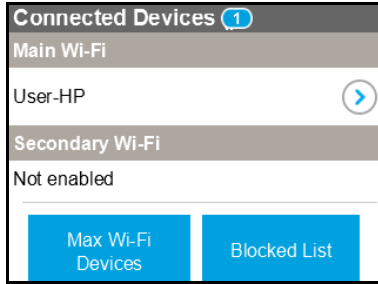 Connected Devices 1
Main Wi-Fi
User-HP
Secondary Wi-Fi
Not enabled
Max Wi-Fi
Devices
Blocked List